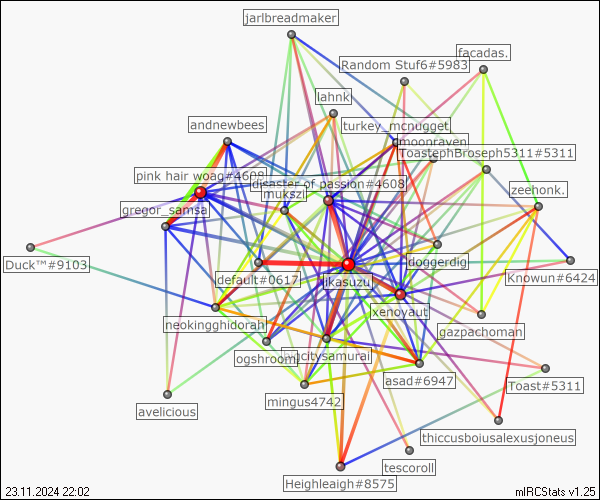 jarlbreadmaker
facadas.
Random Stuf6#5983
lahnk
andnewbees
turkey_mcnugget
moonraven
ToastephBroseph5311#5311
pink hair woag#4608
disaster of passion#4608
zeehonk.
mukszi
gregor_samsa
Duck™#9103
default#0617
ikasuzu
doggerdig
Knowun#6424
xenoyaut
neokingghidorah
gazpachoman
ogshroom
asad#6947
Toast#5311
mingus4742
avelicious
thiccusboiusalexusjoneus
tescoroll
Heighleaigh#8575
23.11.2024 22:02
mIRCStats v1.25